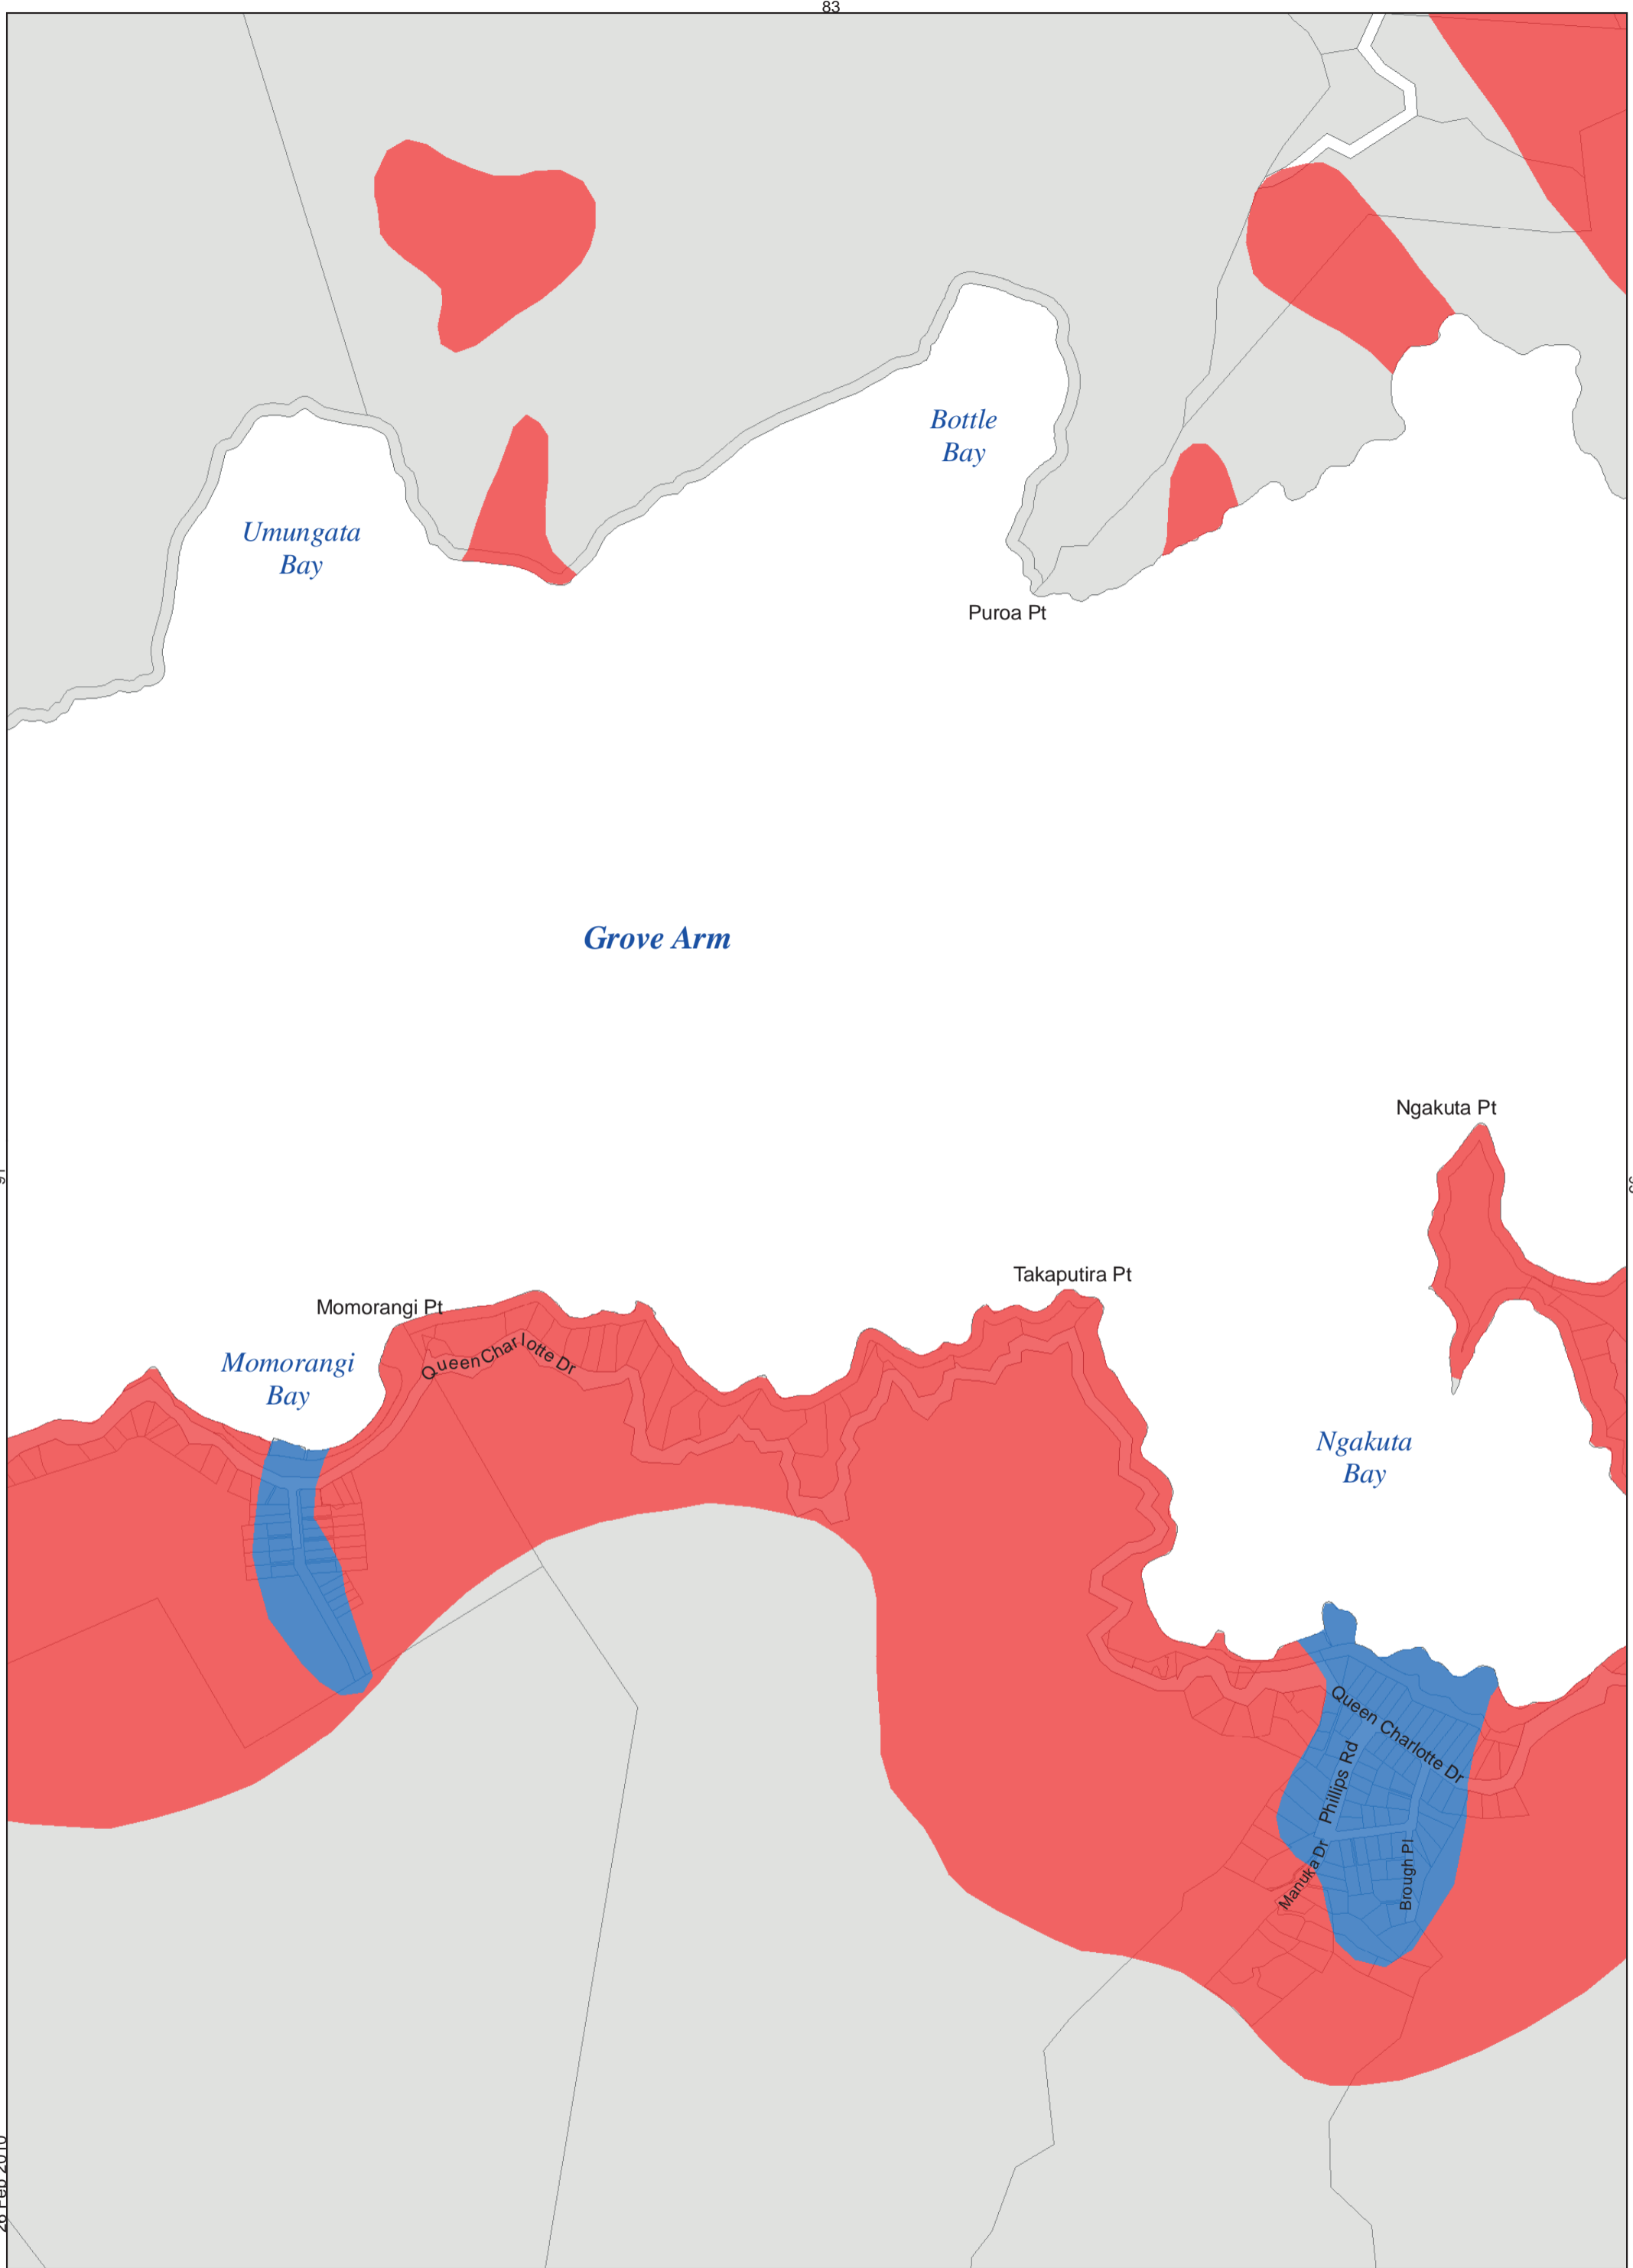 83
Bottle
Bay
Umungata
Bay
Puroa Pt
Grove Arm
Ngakuta Pt
Takaputira Pt
Momorangi Pt
Momorangi
Bay
Queen Charlotte Dr
Ngakuta
Bay
Queen Charlotte Dr
Phillips Rd
Manuka Dr
Brough Pl